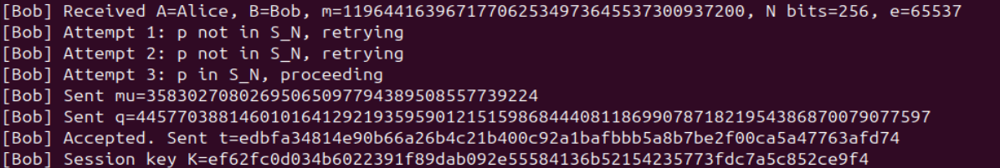 [Bob] Received A=Alice, B=Bob, m=119644163967177062534973645537300937200, N bits=256, e=65537
[Bob] Attempt 1: p not in S_N, retrying
[Bob] Attempt 2: p not in S_N, retrying
[Bob] Attempt 3: p in S_N, proceeding
[Bob] Sent mu=35830270802695065097794389508557739224
[Bob] Sent q=44577038814601016412921935959012151598684440811869907871821954386870079077597
[Bob] Accepted. Sent t=edbfa34814e90b66a26b4c21b400c92a1bafbbb5a8b7be2f00ca5a47763afd74
[Bob] Session key K=ef62fc0d034b6022391f89dab092e55584136b52154235773fdc7a5c852ce9f4